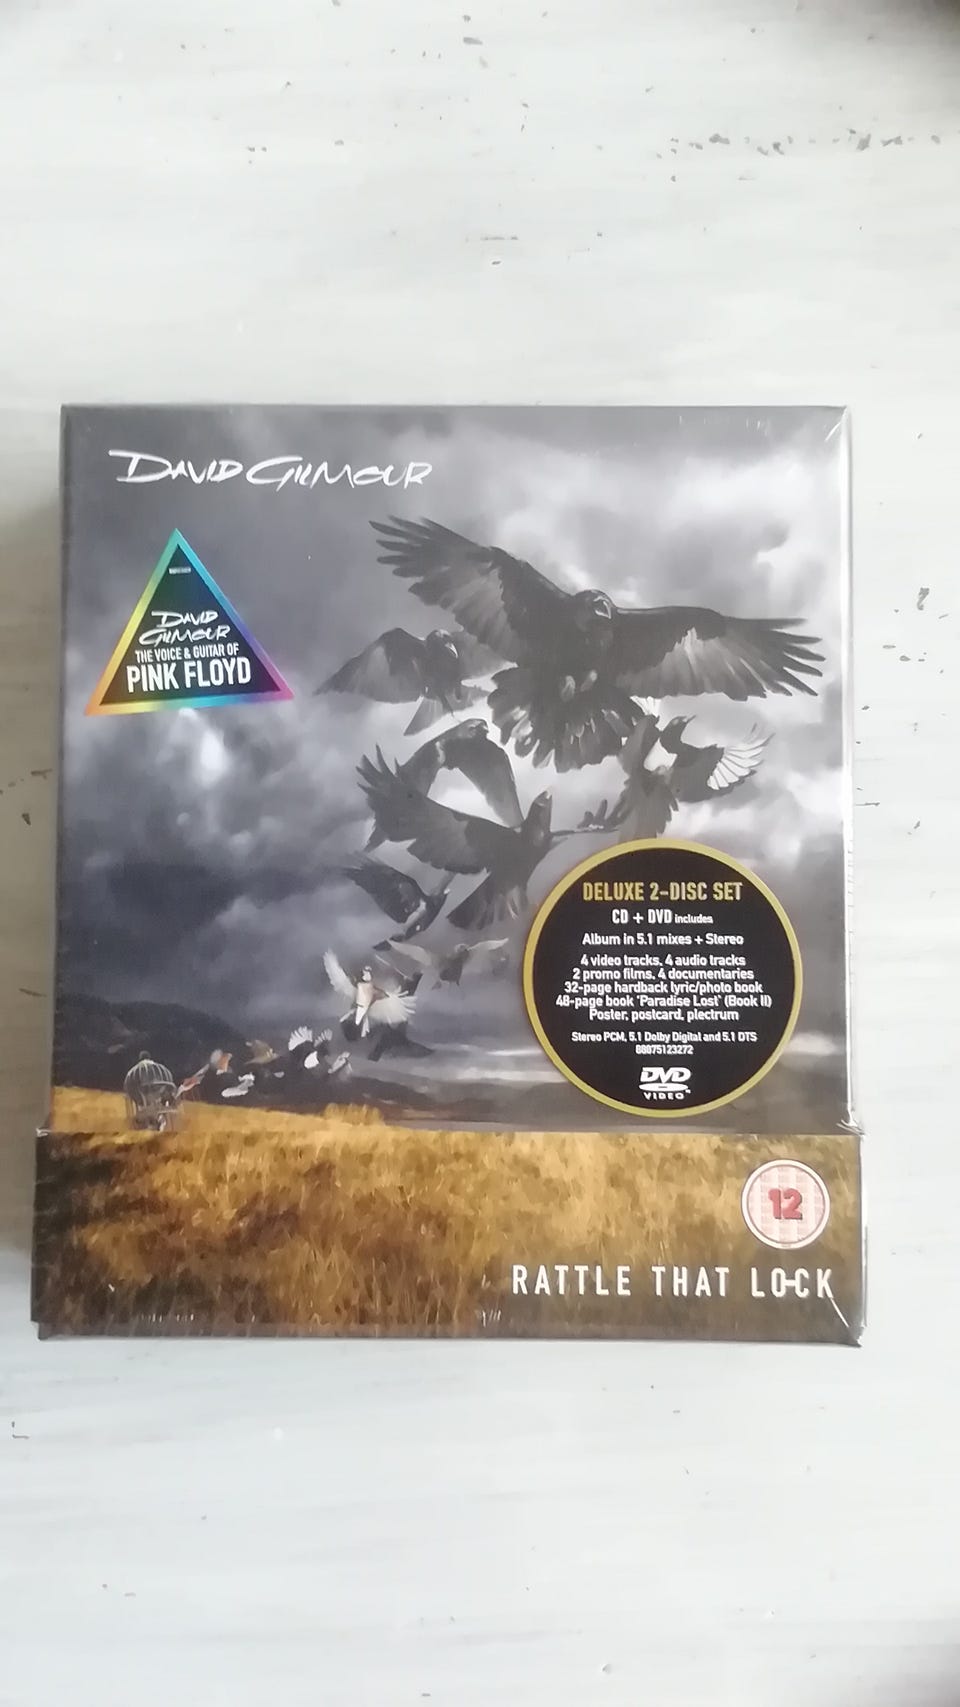 DAVID GILMOUR
DAVID
GILMOUR
THE VOICE & GUITAR OF
PINK FLOYD
DELUXE 2-DISC SET
CD + DVD includes
Album in 5.1 mixes + Stereo
4 video tracks, 4 audio tracks
2 promo films, 4 documentaries
32-page hardback lyric/photo book
48-page book 'Paradise Lost' (Book II)
Poster, postcard, plectrum
Stereo PCM, 5.1 Dolby Digital and 5.1 DTS
88875123272
DVD
VIDEO
12
RATTLE THAT LOCK